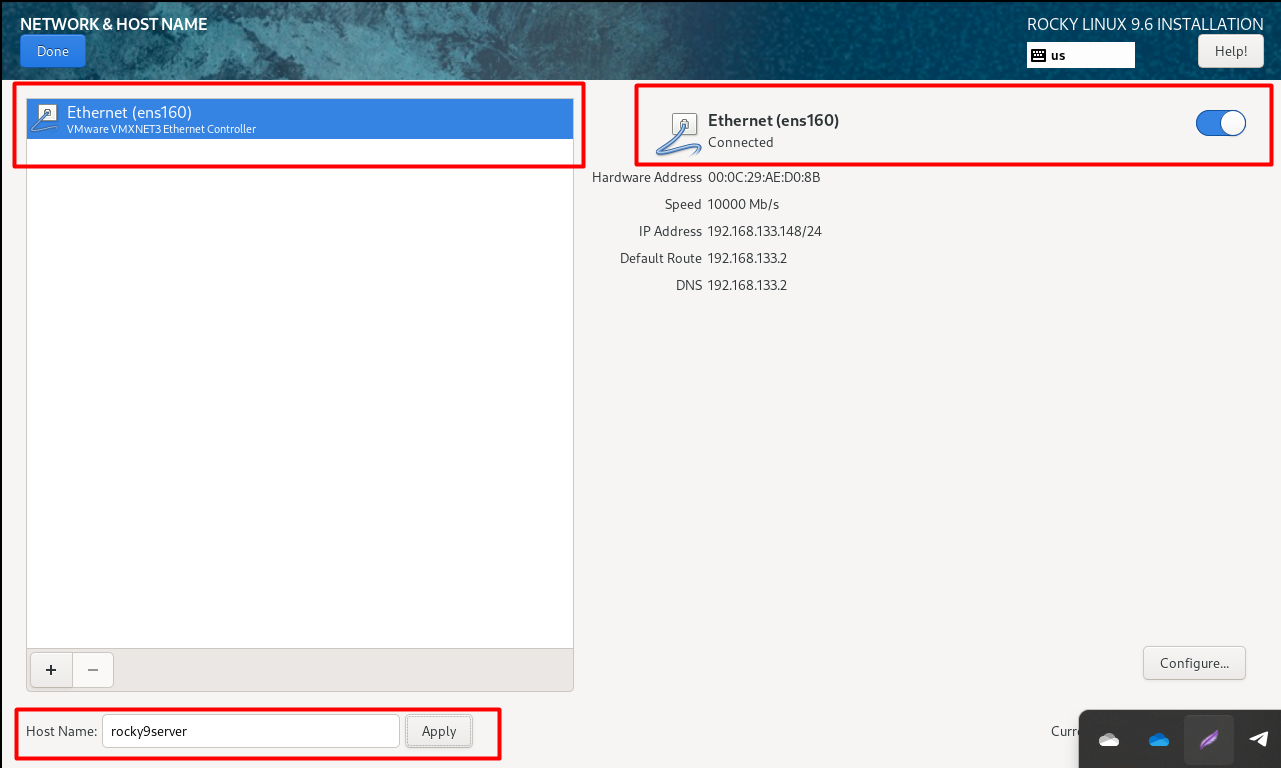 NETWORK & HOST NAME
ROCKY LINUX 9.6 INSTALLATION
Done
us
Help!
Ethernet (ens160)
VMware VMXNET3 Ethernet Controller
Ethernet (ens160)
Connected
Hardware Address 00:0C:29:AE:D0:8B
Speed 10000 Mb/s
IP Address 192.168.133.148/24
Default Route 192.168.133.2
DNS 192.168.133.2
+ −
Configure...
Host Name: rocky9server Apply